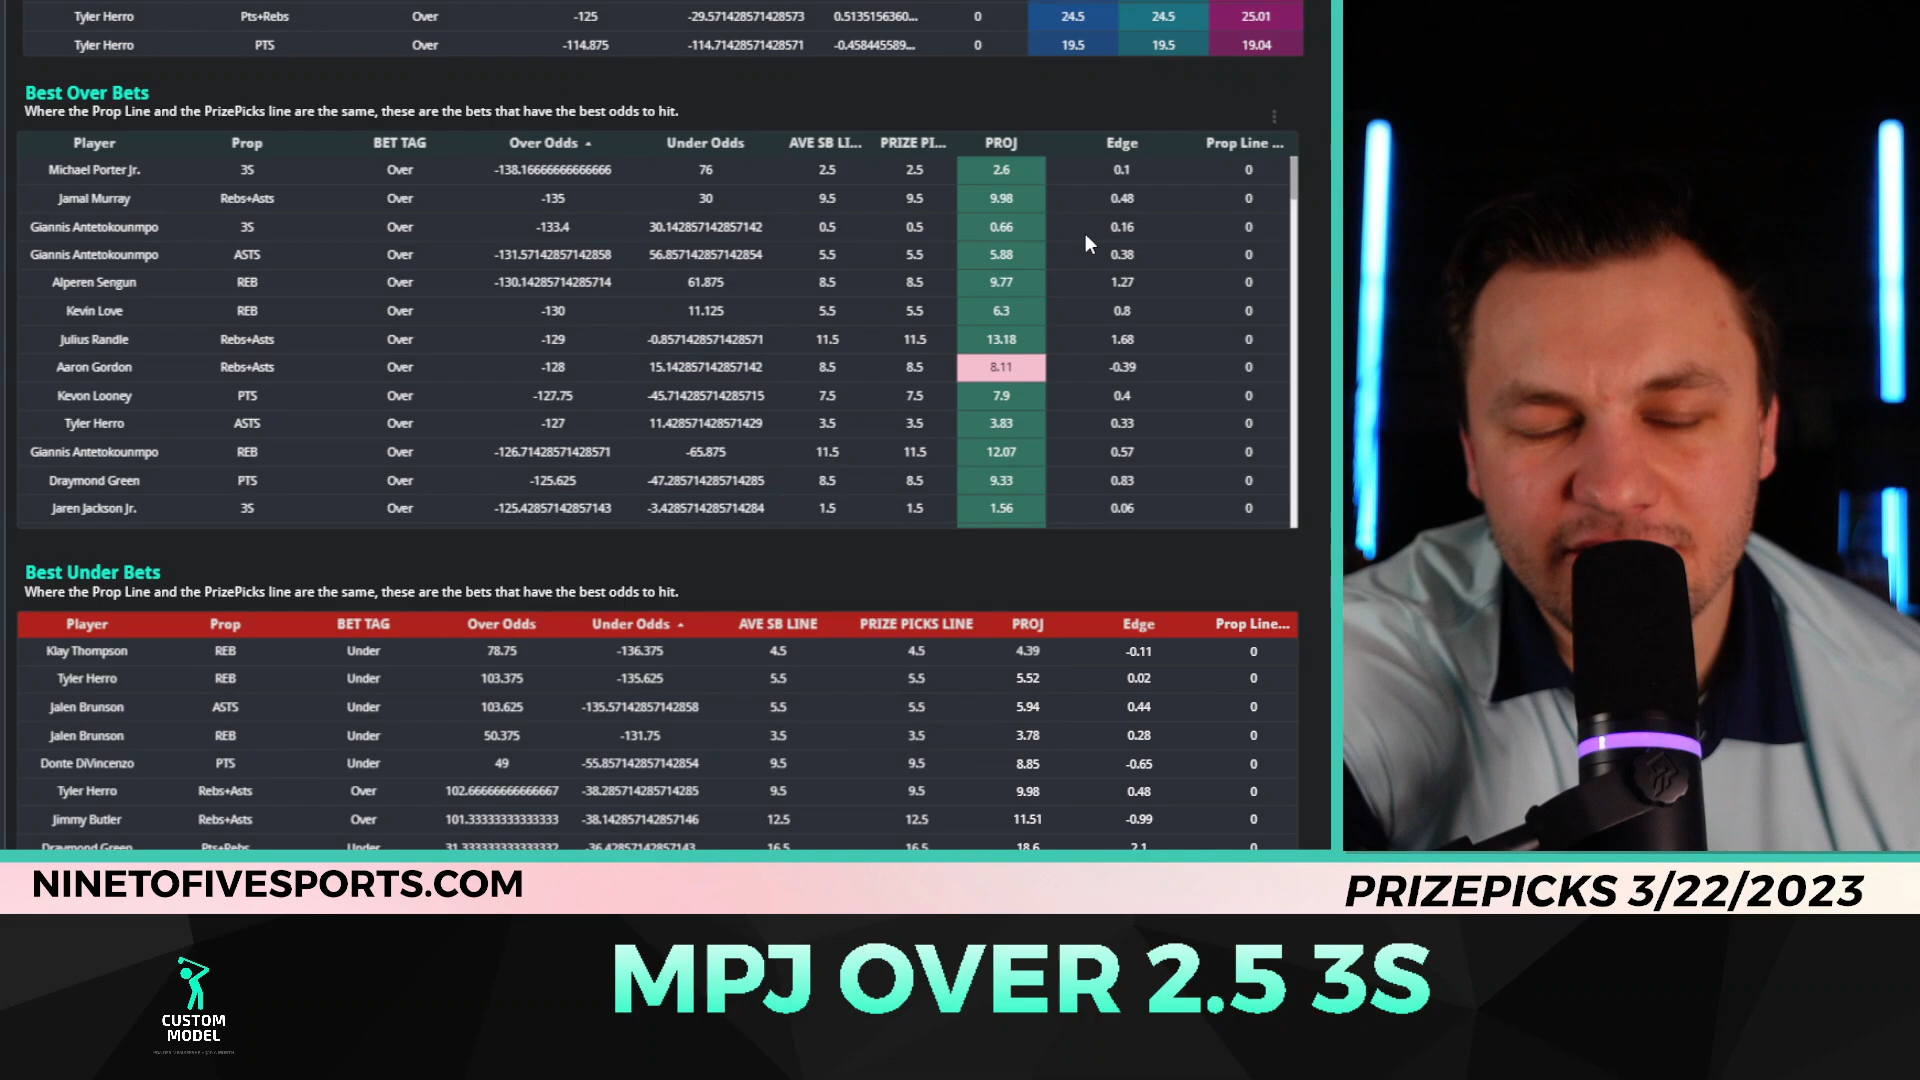 Tyler Herro Pts+Rebs Over -125 -29.571428571428573 0.5135156360... 0 24.5 24.5 25.01
Tyler Herro PTS Over -114.875 -114.71428571428571 -0.458445589... 0 19.5 19.5 19.04
Best Over Bets
Where the Prop Line and the PrizePicks line are the same, these are the bets that have the best odds to hit.
Player Prop BET TAG Over Odds Under Odds AVE SB LI... PRIZE PI... PROJ Edge Prop Line ...
Michael Porter Jr. 3S Over -138.16666666666666 76 2.5 2.5 2.6 0.1 0
Jamal Murray Rebs+Asts Over -135 30 9.5 9.5 9.98 0.48 0
Giannis Antetokounmpo 3S Over -133.4 30.142857142857142 0.5 0.5 0.66 0.16 0
Giannis Antetokounmpo ASTS Over -131.57142857142858 56.857142857142854 5.5 5.5 5.88 0.38 0
Alperen Sengun REB Over -130.14285714285714 61.875 8.5 8.5 9.77 1.27 0
Kevin Love REB Over -130 11.125 5.5 5.5 6.3 0.8 0
Julius Randle Rebs+Asts Over -129 -0.8571428571428571 11.5 11.5 13.18 1.68 0
Aaron Gordon Rebs+Asts Over -128 15.142857142857142 8.5 8.5 8.11 -0.39 0
Kevon Looney PTS Over -127.75 -45.714285714285715 7.5 7.5 7.9 0.4 0
Tyler Herro ASTS Over -127 11.428571428571429 3.5 3.5 3.83 0.33 0
Giannis Antetokounmpo REB Over -126.71428571428571 -65.875 11.5 11.5 12.07 0.57 0
Draymond Green PTS Over -125.625 -47.285714285714285 8.5 8.5 9.33 0.83 0
Jaren Jackson Jr. 3S Over -125.42857142857143 -3.4285714285714284 1.5 1.5 1.56 0.06 0
Best Under Bets
Where the Prop Line and the PrizePicks line are the same, these are the bets that have the best odds to hit.
Player Prop BET TAG Over Odds Under Odds AVE SB LINE PRIZE PICKS LINE PROJ Edge Prop Line...
Klay Thompson REB Under 78.75 -136.375 4.5 4.5 4.39 -0.11 0
Tyler Herro REB Under 103.375 -135.625 5.5 5.5 5.52 0.02 0
Jalen Brunson ASTS Under 103.625 -135.57142857142858 5.5 5.5 5.94 0.44 0
Jalen Brunson REB Under 50.375 -131.75 3.5 3.5 3.78 0.28 0
Donte DiVincenzo PTS Under 49 -55.857142857142854 9.5 9.5 8.85 -0.65 0
Tyler Herro Rebs+Asts Over 102.66666666666667 -38.285714285714285 9.5 9.5 9.98 0.48 0
Jimmy Butler Rebs+Asts Over 101.33333333333333 -38.142857142857146 12.5 12.5 11.51 -0.99 0
Draymond Green Pts+Rebs Under 31.333333333333332 -36.42857142857143 16.5 16.5 18.6 2.1 0
NINETOFIVESPORTS.COM
PRIZEPICKS 3/22/2023
MPJ OVER 2.5 3S
CUSTOM
MODEL